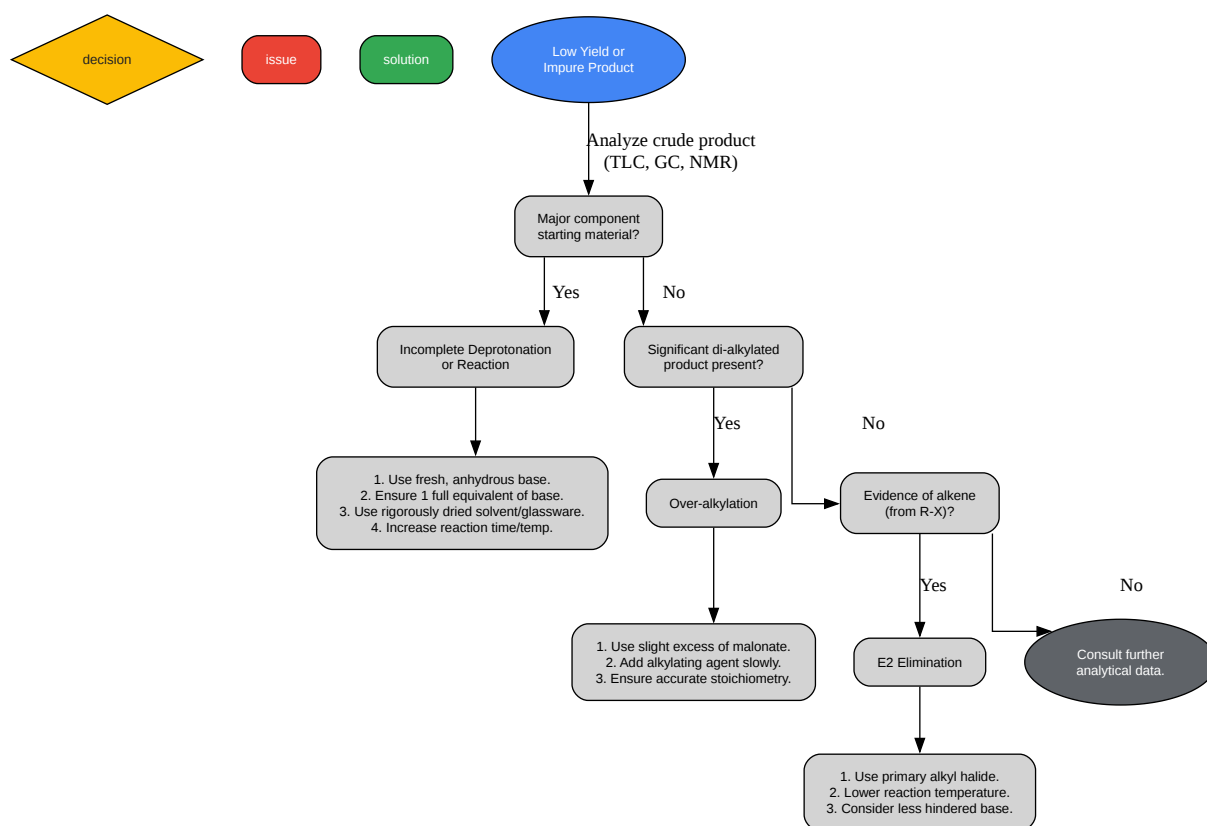 decision
issue
solution
Low Yield or
Impure Product
Analyze crude product
(TLC, GC, NMR)
Major component
starting material?
Yes
No
Incomplete Deprotonation
or Reaction
Significant di-alkylated
product present?
Yes
No
1. Use fresh, anhydrous base.
2. Ensure 1 full equivalent of base.
3. Use rigorously dried solvent/glassware.
4. Increase reaction time/temp.
Over-alkylation
Evidence of alkene
(from R-X)?
Yes
No
1. Use slight excess of malonate.
2. Add alkylating agent slowly.
3. Ensure accurate stoichiometry.
E2 Elimination
Consult further
analytical data.
1. Use primary alkyl halide.
2. Lower reaction temperature.
3. Consider less hindered base.